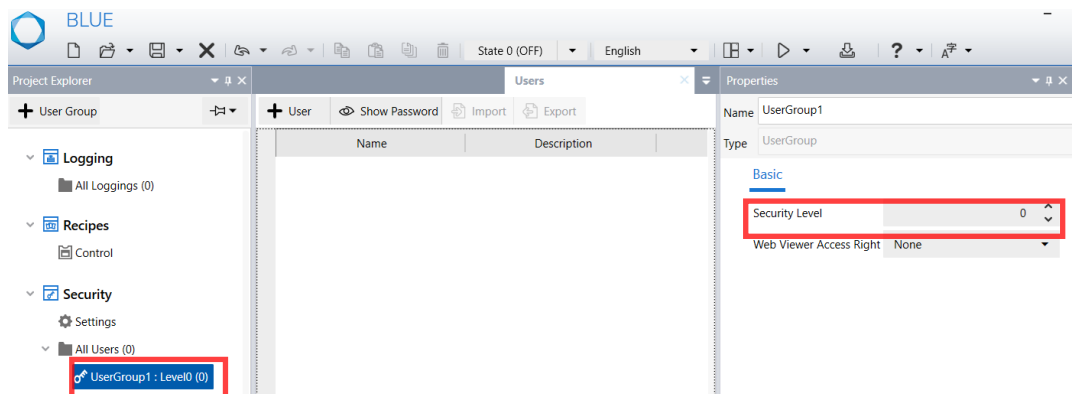 BLUE
State 0 (OFF) English ? A字
Project Explorer
User Group
Logging
All Loggings (0)
Recipes
Control
Security
Settings
All Users (0)
UserGroup1 : Level0 (0)
Users
User Show Password Import Export
Name Description
Properties
Name UserGroup1
Type UserGroup
Basic
Security Level 0
Web Viewer Access Right None